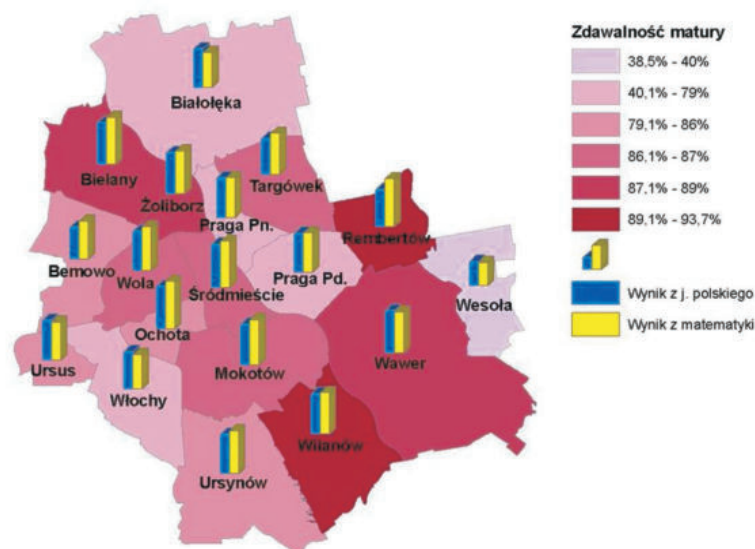 Zdawalność matury
38,5% - 40%
40,1% - 79%
79,1% - 86%
86,1% - 87%
87,1% - 89%
89,1% - 93,7%
Wynik z j. polskiego
Wynik z matematyki
Białołęka
Bielany
Żoliborz
Targówek
Praga Pn.
Rembertów
Bemowo
Wola
Śródmieście
Praga Pd.
Wesoła
Ochota
Ursus
Włochy
Mokotów
Wawer
Wilanów
Ursynów